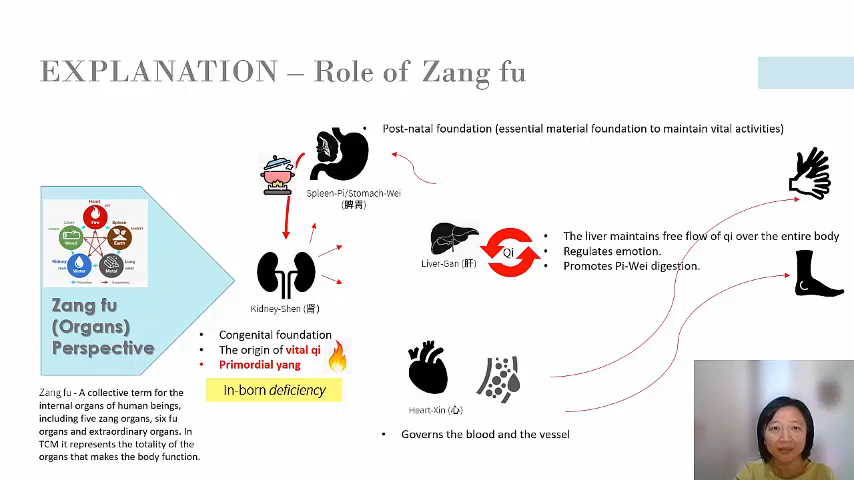 EXPLANATION – Role of Zang fu
• Post-natal foundation (essential material foundation to maintain vital activities)
Spleen-Pi/Stomach-Wei
(脾胃)
Heart
Fire
Liver
Wood
Spleen
Earth
Kidney
Water
Lung
Metal
Zang fu
(Organs)
Perspective
Liver-Gan (肝)
Qi
• The liver maintains free flow of qi over the entire body
• Regulates emotion.
• Promotes Pi-Wei digestion.
Kidney-Shen (肾)
• Congenital foundation
• The origin of vital qi
• Primordial yang
In-born deficiency
Zang fu - A collective term for the
internal organs of human beings,
including five zang organs, six fu
organs and extraordinary organs. In
TCM it represents the totality of the
organs that makes the body function.
Heart-Xin (心)
• Governs the blood and the vessel